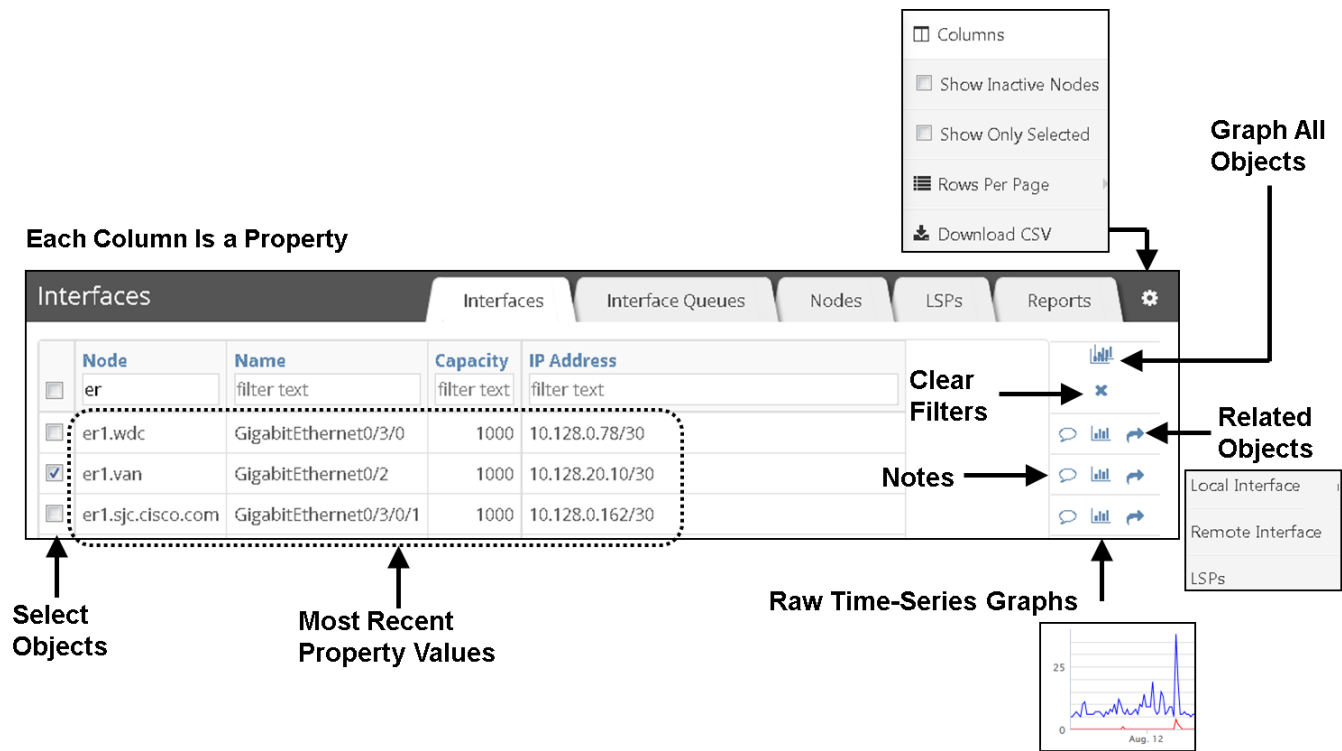 Columns
Show Inactive Nodes
Show Only Selected
Rows Per Page
Download CSV
Graph All
Objects
Each Column Is a Property
Interfaces
Interfaces
Interface Queues
Nodes
LSPs
Reports
Node
Name
Capacity
IP Address
er
filter text
filter text
filter text
Clear
Filters
er1.wdc
GigabitEthernet0/3/0
1000
10.128.0.78/30
Related
Objects
er1.van
GigabitEthernet0/2
1000
10.128.20.10/30
Notes
Local Interface
er1.sjc.cisco.com
GigabitEthernet0/3/0/1
1000
10.128.0.162/30
Remote Interface
LSPs
Select
Objects
Most Recent
Property Values
Raw Time-Series Graphs
25
0
Aug. 12